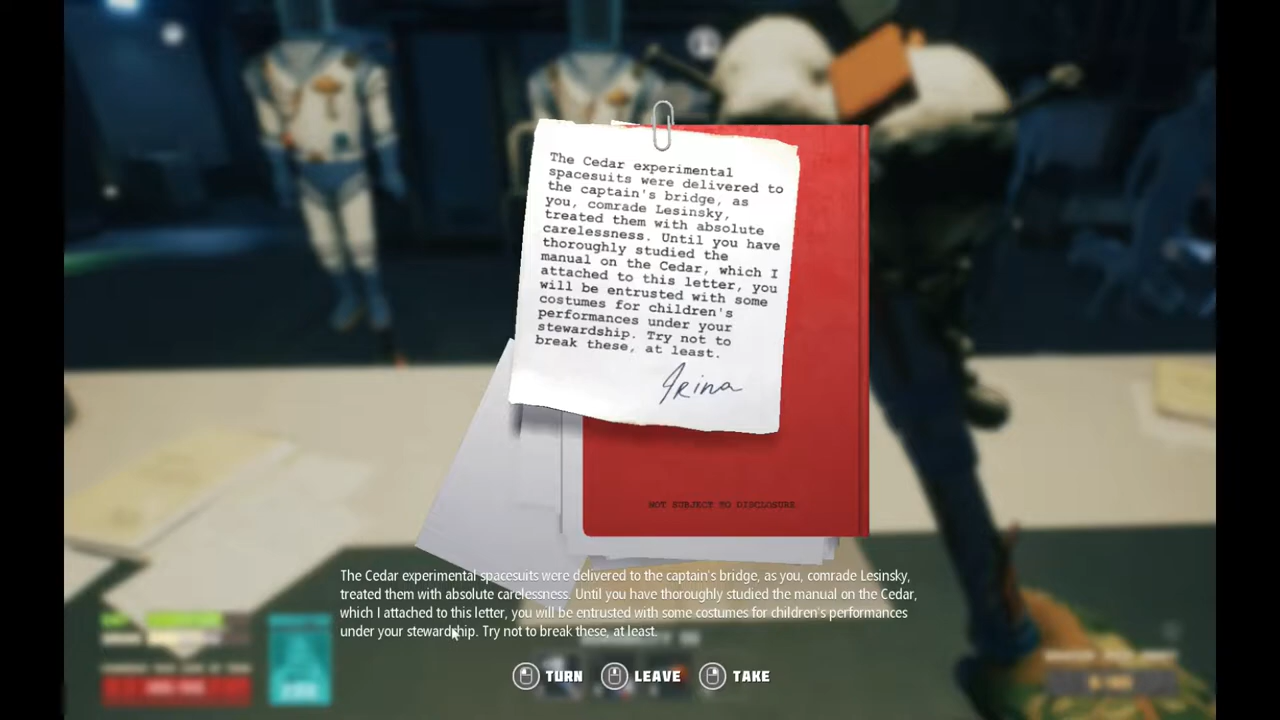 The Cedar experimental
spacesuits were delivered to
the captain's bridge, as
you, comrade Lesinsky,
treated them with absolute
carelessness. Until you have
thoroughly studied the
manual on the Cedar, which I
attached to this letter, you
will be entrusted with some
costumes for children's
performances under your
stewardship. Try not to
break these, at least.
Irina
NOT SUBJECT TO DISCLOSURE
The Cedar experimental spacesuits were delivered to the captain's bridge, as you, comrade Lesinsky,
treated them with absolute carelessness. Until you have thoroughly studied the manual on the Cedar,
which I attached to this letter, you will be entrusted with some costumes for children's performances
under your stewardship. Try not to break these, at least.
TURN LEAVE TAKE